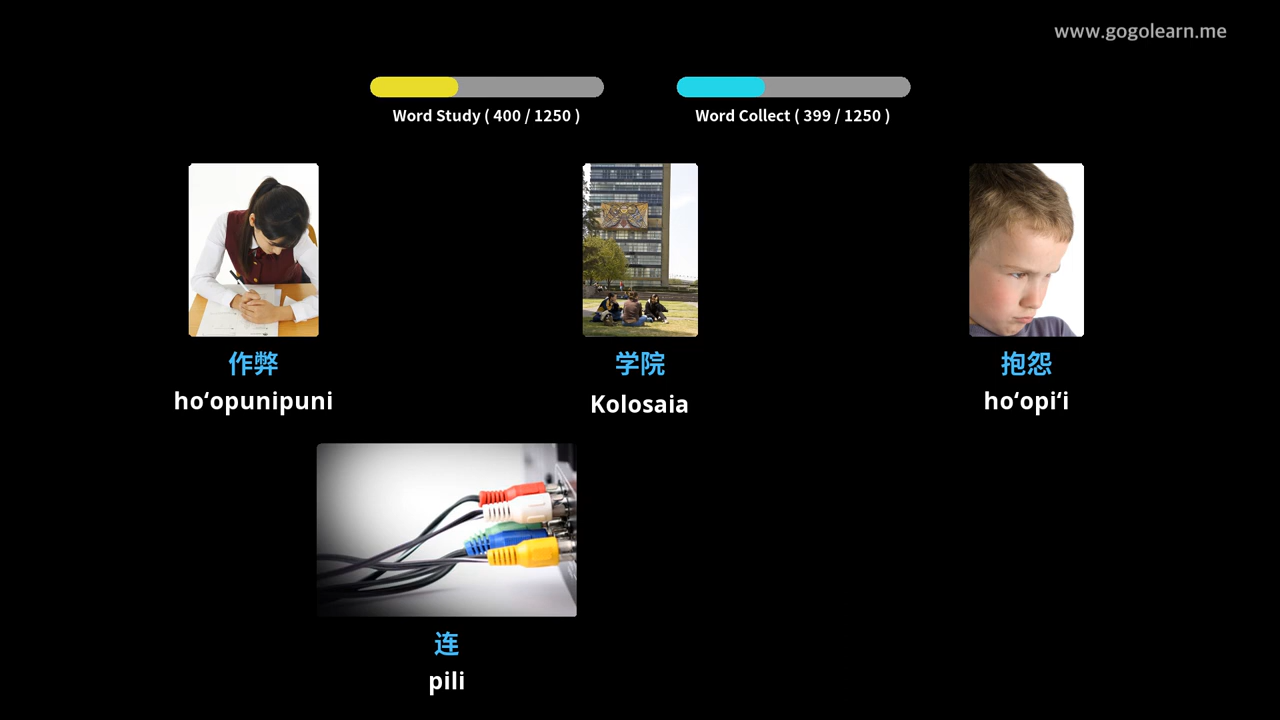 www.gogolearn.me
Word Study ( 400 / 1250 )
Word Collect ( 399 / 1250 )
作弊
hoʻopunipuni
学院
Kolosaia
抱怨
hoʻopiʻi
连
pili